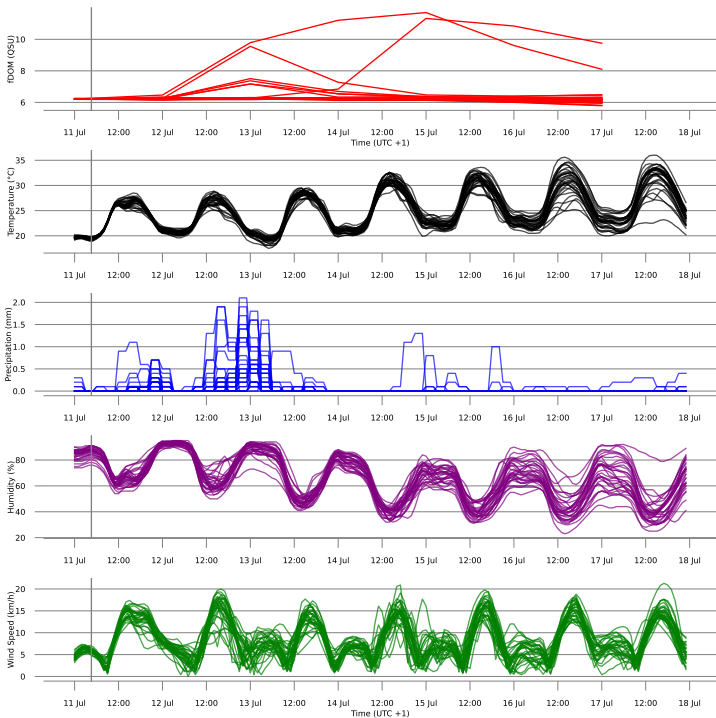 fDOM (QSU)
10
8
6
11 Jul 12:00 12 Jul 12:00 13 Jul 12:00 14 Jul 12:00 15 Jul 12:00 16 Jul 12:00 17 Jul 12:00 18 Jul
Time (UTC +1)
Temperature (°C)
35
30
25
20
11 Jul 12:00 12 Jul 12:00 13 Jul 12:00 14 Jul 12:00 15 Jul 12:00 16 Jul 12:00 17 Jul 12:00 18 Jul
Precipitation (mm)
2.0
1.5
1.0
0.5
0.0
11 Jul 12:00 12 Jul 12:00 13 Jul 12:00 14 Jul 12:00 15 Jul 12:00 16 Jul 12:00 17 Jul 12:00 18 Jul
Humidity (%)
80
60
40
20
11 Jul 12:00 12 Jul 12:00 13 Jul 12:00 14 Jul 12:00 15 Jul 12:00 16 Jul 12:00 17 Jul 12:00 18 Jul
Wind Speed (km/h)
20
15
10
5
0
11 Jul 12:00 12 Jul 12:00 13 Jul 12:00 14 Jul 12:00 15 Jul 12:00 16 Jul 12:00 17 Jul 12:00 18 Jul
Time (UTC +1)